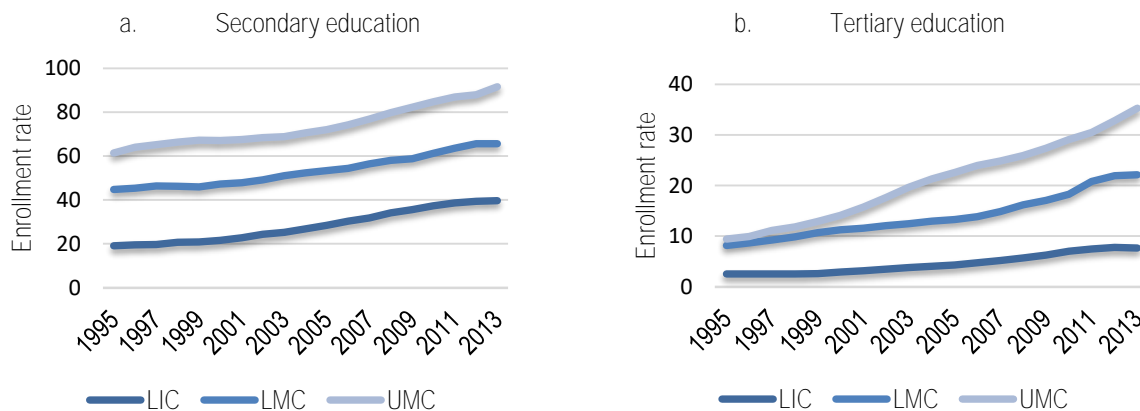 a. Secondary education
100
80
60
40
20
0
Enrollment rate
1995 1997 1999 2001 2003 2005 2007 2009 2011 2013
LIC LMC UMC
b. Tertiary education
40
30
20
10
0
Enrollment rate
1995 1997 1999 2001 2003 2005 2007 2009 2011 2013
LIC LMC UMC